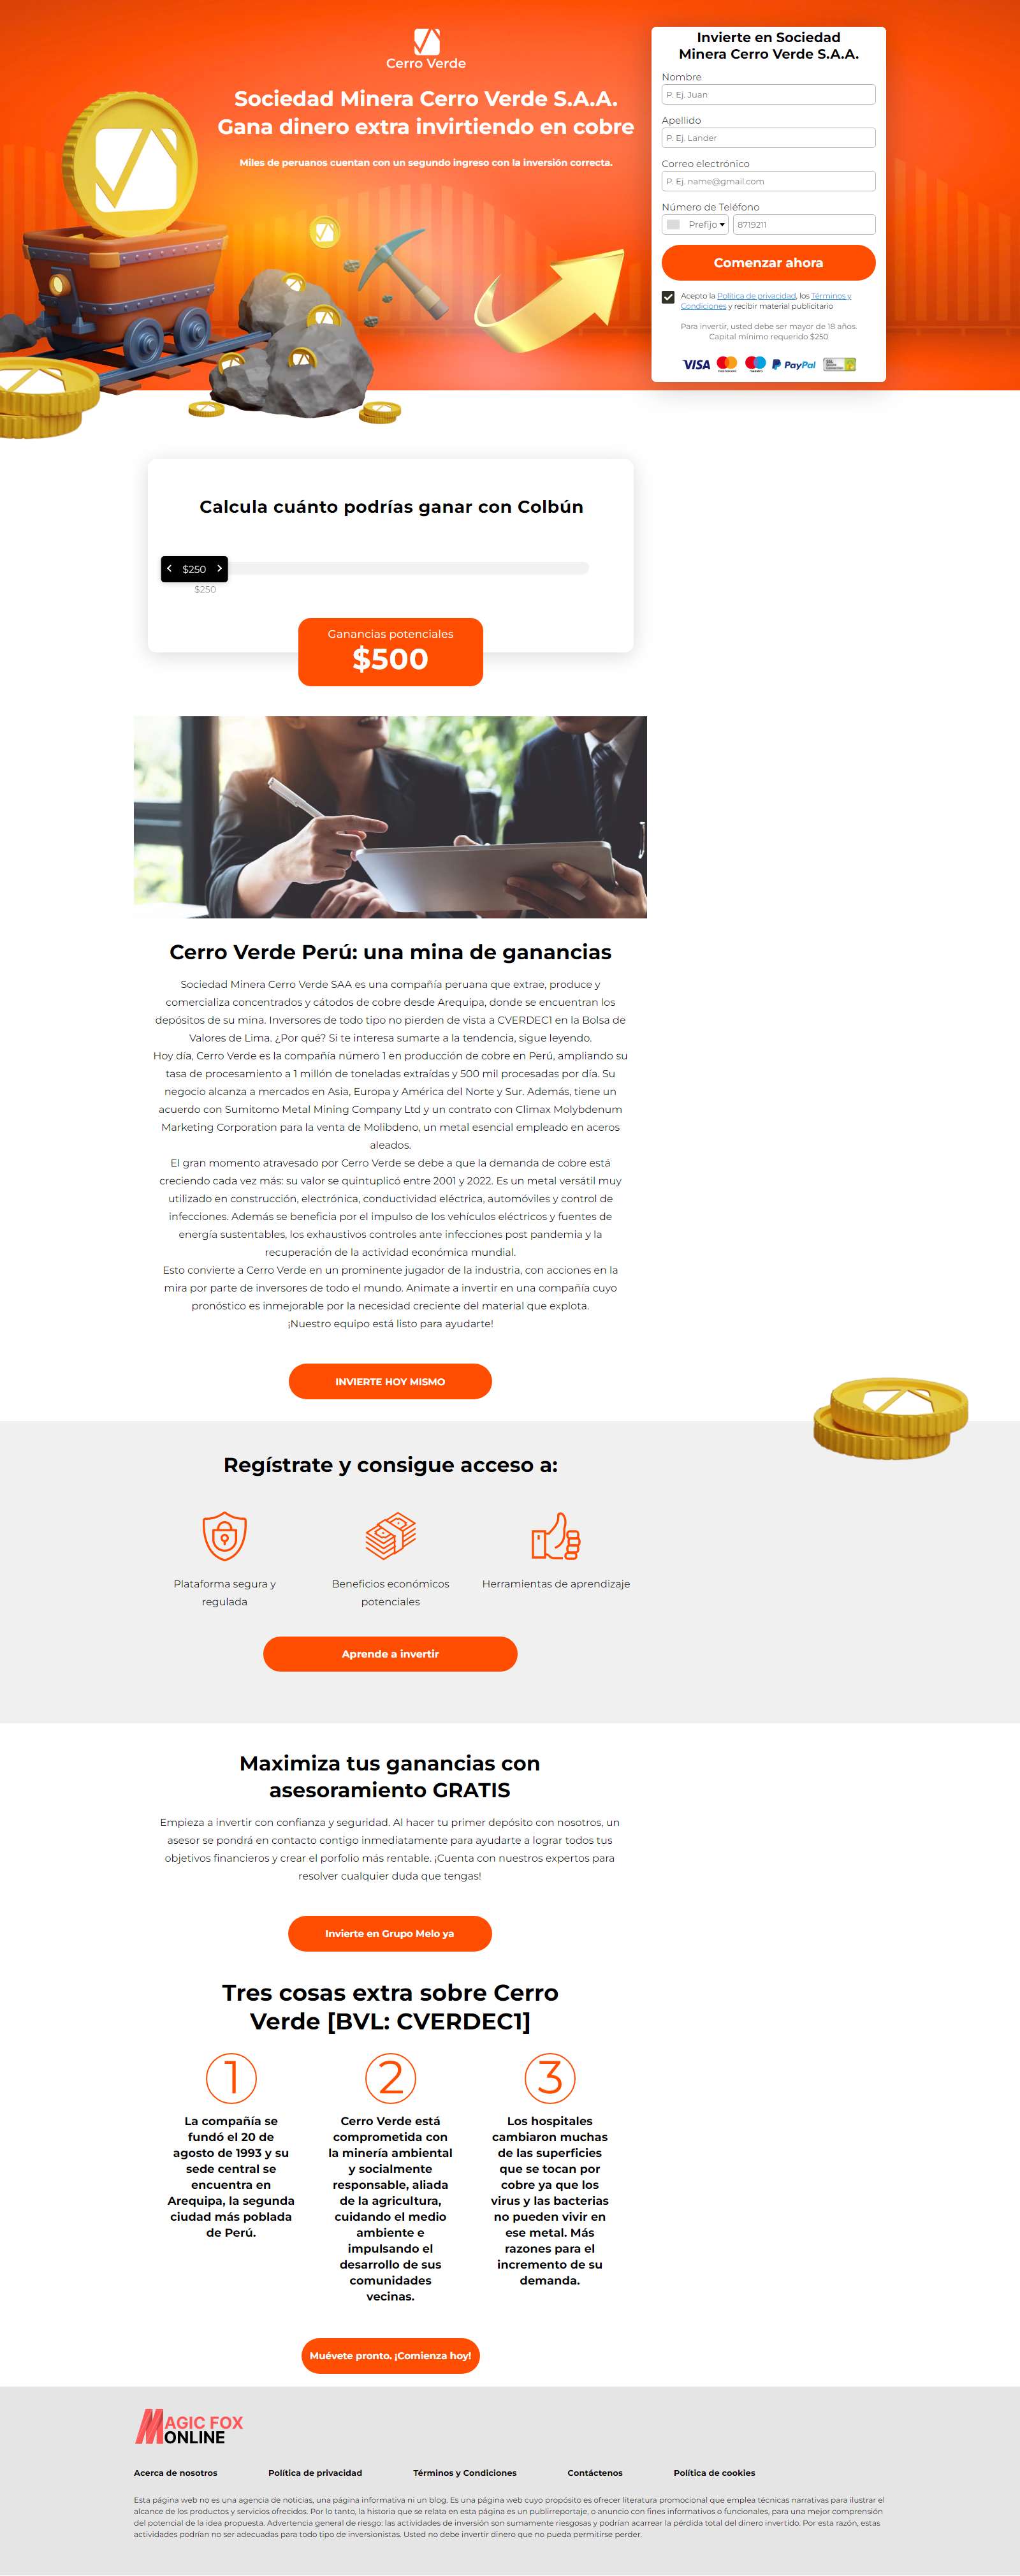 Cerro Verde
Sociedad Minera Cerro Verde S.A.A.
Gana dinero extra invirtiendo en cobre
Miles de peruanos cuentan con un segundo ingreso con la inversión correcta.
Invierte en Sociedad
Minera Cerro Verde S.A.A.
Nombre
P. Ej. Juan
Apellido
P. Ej. Lander
Correo electrónico
P. Ej. name@gmail.com
Número de Teléfono
Prefijo 8719211
Comenzar ahora
Acepto la Política de privacidad, los Términos y
Condiciones y recibir material publicitario
Para invertir, usted debe ser mayor de 18 años.
Capital mínimo requerido $250
VISA PayPal
Calcula cuánto podrías ganar con Colbún
$250
$250
Ganancias potenciales
$500
Cerro Verde Perú: una mina de ganancias
Sociedad Minera Cerro Verde SAA es una compañía peruana que extrae, produce y
comercializa concentrados y cátodos de cobre desde Arequipa, donde se encuentran los
depósitos de su mina. Inversores de todo tipo no pierden de vista a CVERDEC1 en la Bolsa de
Valores de Lima. ¿Por qué? Si te interesa sumarte a la tendencia, sigue leyendo.
Hoy día, Cerro Verde es la compañía número 1 en producción de cobre en Perú, ampliando su
tasa de procesamiento a 1 millón de toneladas extraídas y 500 mil procesadas por día. Su
negocio alcanza a mercados en Asia, Europa y América del Norte y Sur. Además, tiene un
acuerdo con Sumitomo Metal Mining Company Ltd y un contrato con Climax Molybdenum
Marketing Corporation para la venta de Molibdeno, un metal esencial empleado en aceros
aleados.
El gran momento atravesado por Cerro Verde se debe a que la demanda de cobre está
creciendo cada vez más: su valor se quintuplicó entre 2001 y 2022. Es un metal versátil muy
utilizado en construcción, electrónica, conductividad eléctrica, automóviles y control de
infecciones. Además se beneficia por el impulso de los vehículos eléctricos y fuentes de
energía sustentables, los exhaustivos controles ante infecciones post pandemia y la
recuperación de la actividad económica mundial.
Esto convierte a Cerro Verde en un prominente jugador de la industria, con acciones en la
mira por parte de inversores de todo el mundo. Animate a invertir en una compañía cuyo
pronóstico es inmejorable por la necesidad creciente del material que explota.
¡Nuestro equipo está listo para ayudarte!
INVIERTE HOY MISMO
Regístrate y consigue acceso a:
Plataforma segura y
regulada
Beneficios económicos
potenciales
Herramientas de aprendizaje
Aprende a invertir
Maximiza tus ganancias con
asesoramiento GRATIS
Empieza a invertir con confianza y seguridad. Al hacer tu primer depósito con nosotros, un
asesor se pondrá en contacto contigo inmediatamente para ayudarte a lograr todos tus
objetivos financieros y crear el porfolio más rentable. ¡Cuenta con nuestros expertos para
resolver cualquier duda que tengas!
Invierte en Grupo Melo ya
Tres cosas extra sobre Cerro
Verde [BVL: CVERDEC1]
1
La compañía se
fundó el 20 de
agosto de 1993 y su
sede central se
encuentra en
Arequipa, la segunda
ciudad más poblada
de Perú.
2
Cerro Verde está
comprometida con
la minería ambiental
y socialmente
responsable, aliada
de la agricultura,
cuidando el medio
ambiente e
impulsando el
desarrollo de sus
comunidades
vecinas.
3
Los hospitales
cambiaron muchas
de las superficies
que se tocan por
cobre ya que los
virus y las bacterias
no pueden vivir en
ese metal. Más
razones para el
incremento de su
demanda.
Muévete pronto. ¡Comienza hoy!
MAGIC FOX
ONLINE
Acerca de nosotros Política de privacidad Términos y Condiciones Contáctenos Política de cookies
Esta página web no es una agencia de noticias, una página informativa ni un blog. Es una página web cuyo propósito es ofrecer literatura promocional que emplea técnicas narrativas para ilustrar el
alcance de los productos y servicios ofrecidos. Por lo tanto, la historia que se relata en esta página es un publirreportaje, o anuncio con fines informativos o funcionales, para una mejor comprensión
del potencial de la idea propuesta. Advertencia general de riesgo: las actividades de inversión son sumamente riesgosas y podrían acarrear la pérdida total del dinero invertido. Por esta razón, estas
actividades podrían no ser adecuadas para todo tipo de inversionistas. Usted no debe invertir dinero que no pueda permitirse perder.